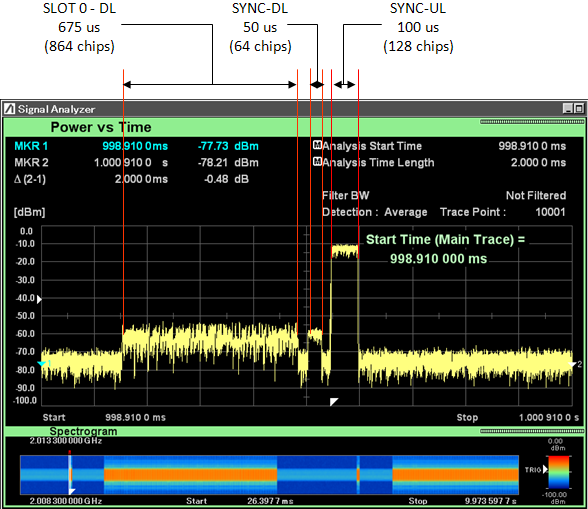 SLOT 0 - DL SYNC-DL SYNC-UL
675 us 50 us 100 us
(864 chips) (64 chips) (128 chips)
Signal Analyzer
Power vs Time
MKR 1 998.910 0ms -77.73 dBm M Analysis Start Time 998.910 0 ms
MKR 2 1.000 910 0 s -78.21 dBm M Analysis Time Length 2.000 0 ms
Δ (2-1) 2.000 0ms -0.48 dB
Filter BW Not Filtered
[dBm] Detection : Average Trace Point : 10001
0.0
Start Time (Main Trace) =
-10.0
998.910 000 ms
-20.0
-30.0
-40.0
-50.0
-60.0
-70.0
1 2
-80.0
-90.0
-100.0
Start 998.910 0 ms Stop 1.000 910 0 s
Spectrogram
2.013 300 000 GHz 0.00
dBm
TRIG
-100.00
dBm
2.008 300 000 GHz Start 26.397 7 ms Stop 9.973 597 7 s